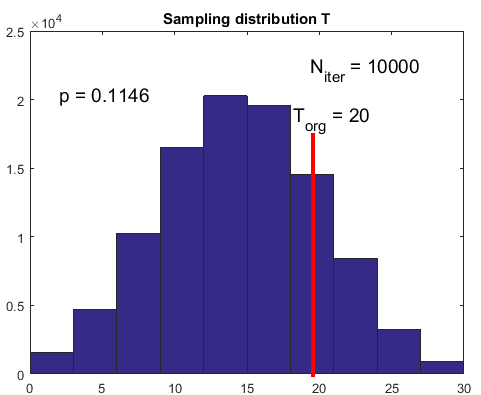 Sampling distribution T
×10⁴
2.5
2
1.5
1
0.5
0
p = 0.1146
N_iter = 10000
T_org = 20
0 5 10 15 20 25 30